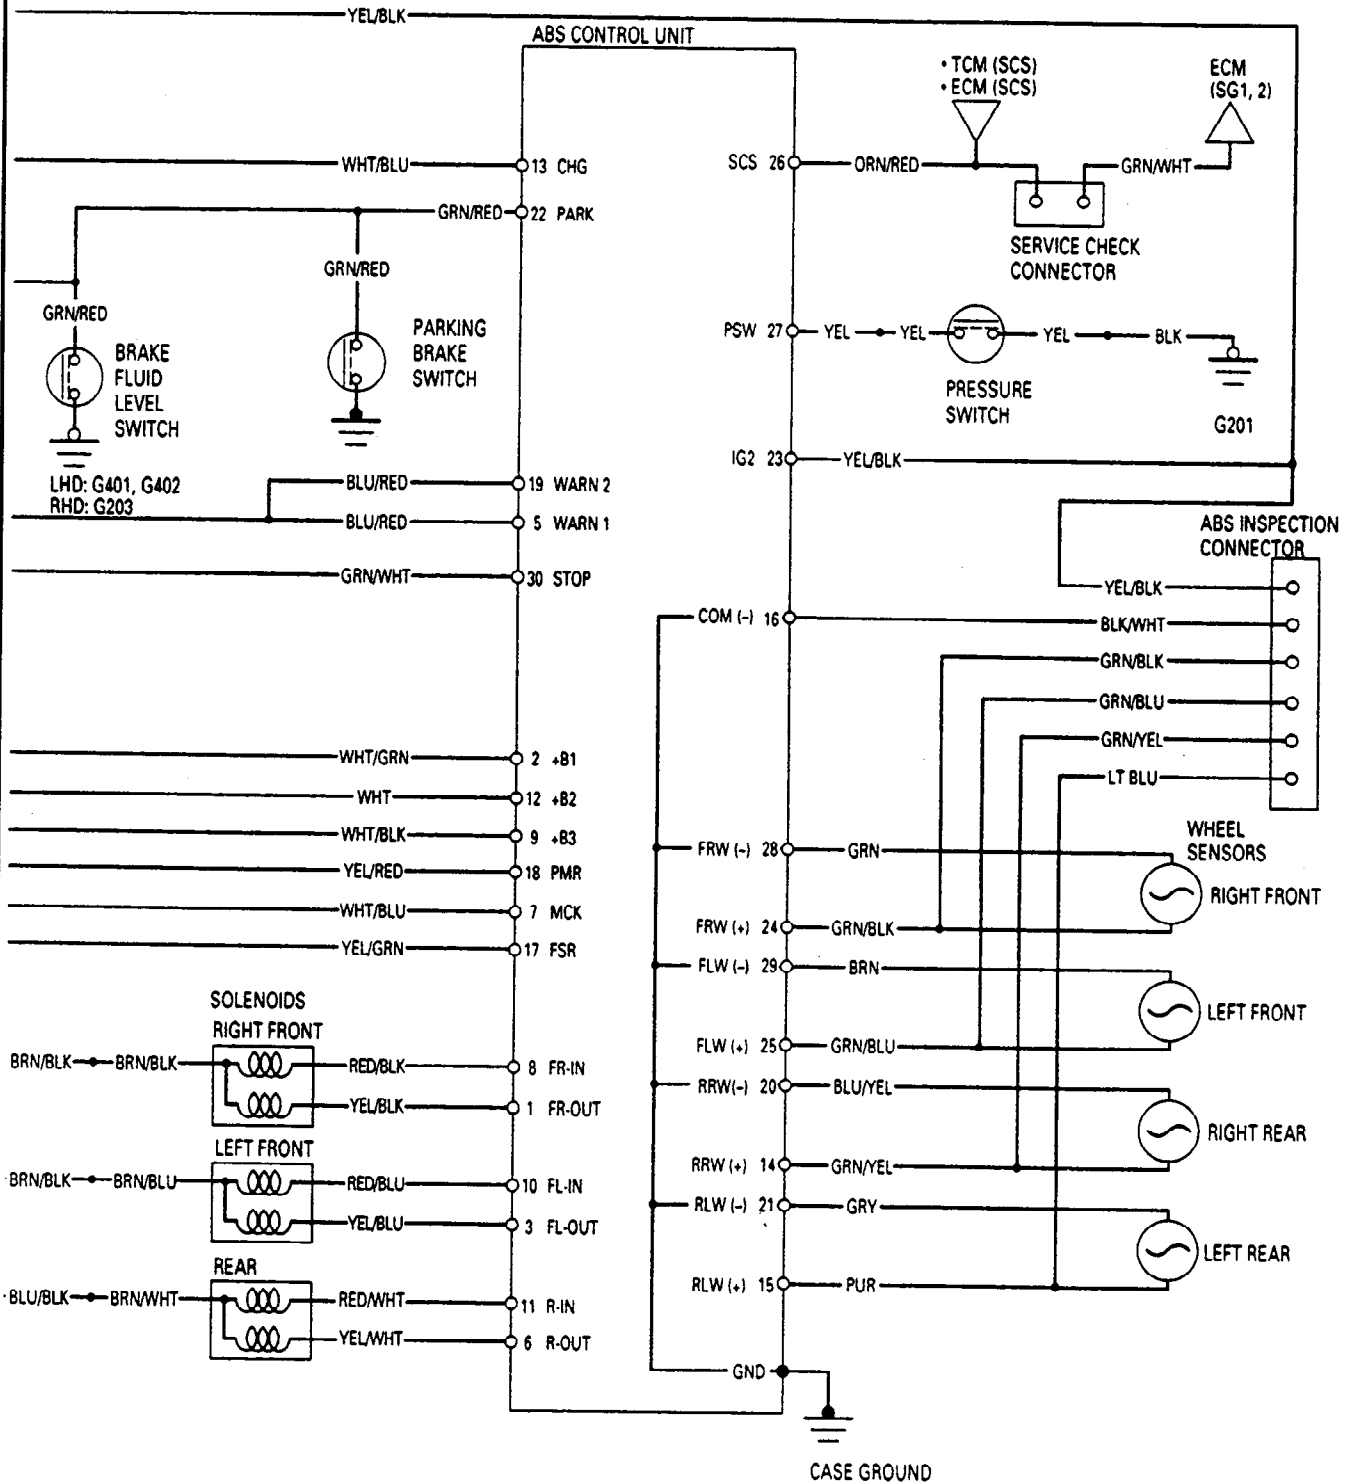 YEL/BLK
ABS CONTROL UNIT
• TCM (SCS)
• ECM (SCS)
ECM
(SG1, 2)
WHT/BLU
13 CHG
SCS 26
ORN/RED
GRN/WHT
GRN/RED
22 PARK
SERVICE CHECK
CONNECTOR
GRN/RED
GRN/RED
BRAKE
FLUID
LEVEL
SWITCH
PARKING
BRAKE
SWITCH
PSW 27
YEL
YEL
YEL
BLK
PRESSURE
SWITCH
G201
LHD: G401, G402
RHD: G203
IG2 23
YEL/BLK
BLU/RED
19 WARN 2
BLU/RED
5 WARN 1
ABS INSPECTION
CONNECTOR
GRN/WHT
30 STOP
YEL/BLK
COM (-) 16
BLK/WHT
GRN/BLK
GRN/BLU
GRN/YEL
LT BLU
WHT/GRN
2 +B1
WHT
12 +B2
WHT/BLK
9 +B3
YEL/RED
18 PMR
WHT/BLU
7 MCK
YEL/GRN
17 FSR
WHEEL
SENSORS
FRW (-) 28
GRN
RIGHT FRONT
FRW (+) 24
GRN/BLK
FLW (-) 29
BRN
LEFT FRONT
FLW (+) 25
GRN/BLU
RRW(-) 20
BLU/YEL
RIGHT REAR
RRW (+) 14
GRN/YEL
RLW (-) 21
GRY
LEFT REAR
RLW (+) 15
PUR
SOLENOIDS
RIGHT FRONT
BRN/BLK
BRN/BLK
RED/BLK
8 FR-IN
YEL/BLK
1 FR-OUT
LEFT FRONT
BRN/BLK
BRN/BLU
RED/BLU
10 FL-IN
YEL/BLU
3 FL-OUT
REAR
BLU/BLK
BRN/WHT
RED/WHT
11 R-IN
YEL/WHT
6 R-OUT
GND
CASE GROUND